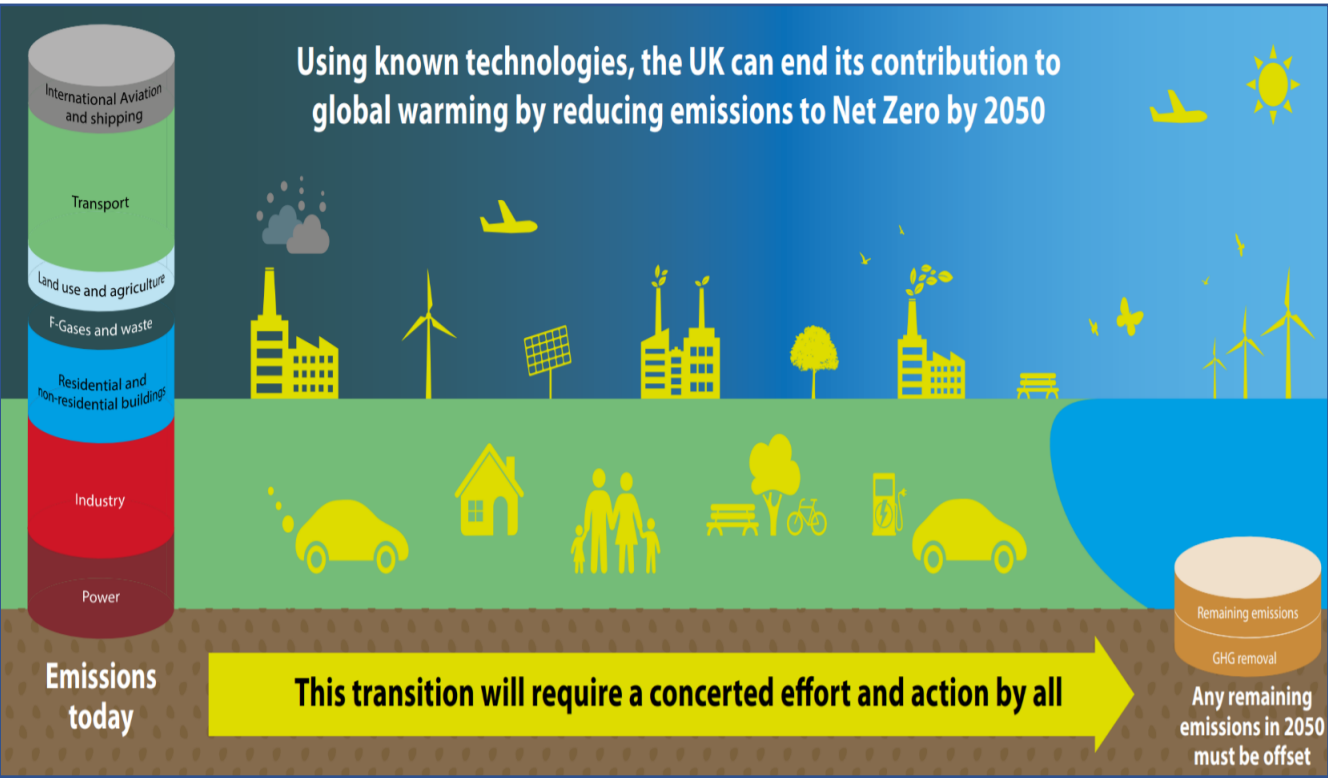 Using known technologies, the UK can end its contribution to
global warming by reducing emissions to Net Zero by 2050
International Aviation
and shipping
Transport
Land use and agriculture
F-Gases and waste
Residential and
non-residential buildings
Industry
Power
Emissions
today
This transition will require a concerted effort and action by all
Remaining emissions
GHG removal
Any remaining
emissions in 2050
must be offset